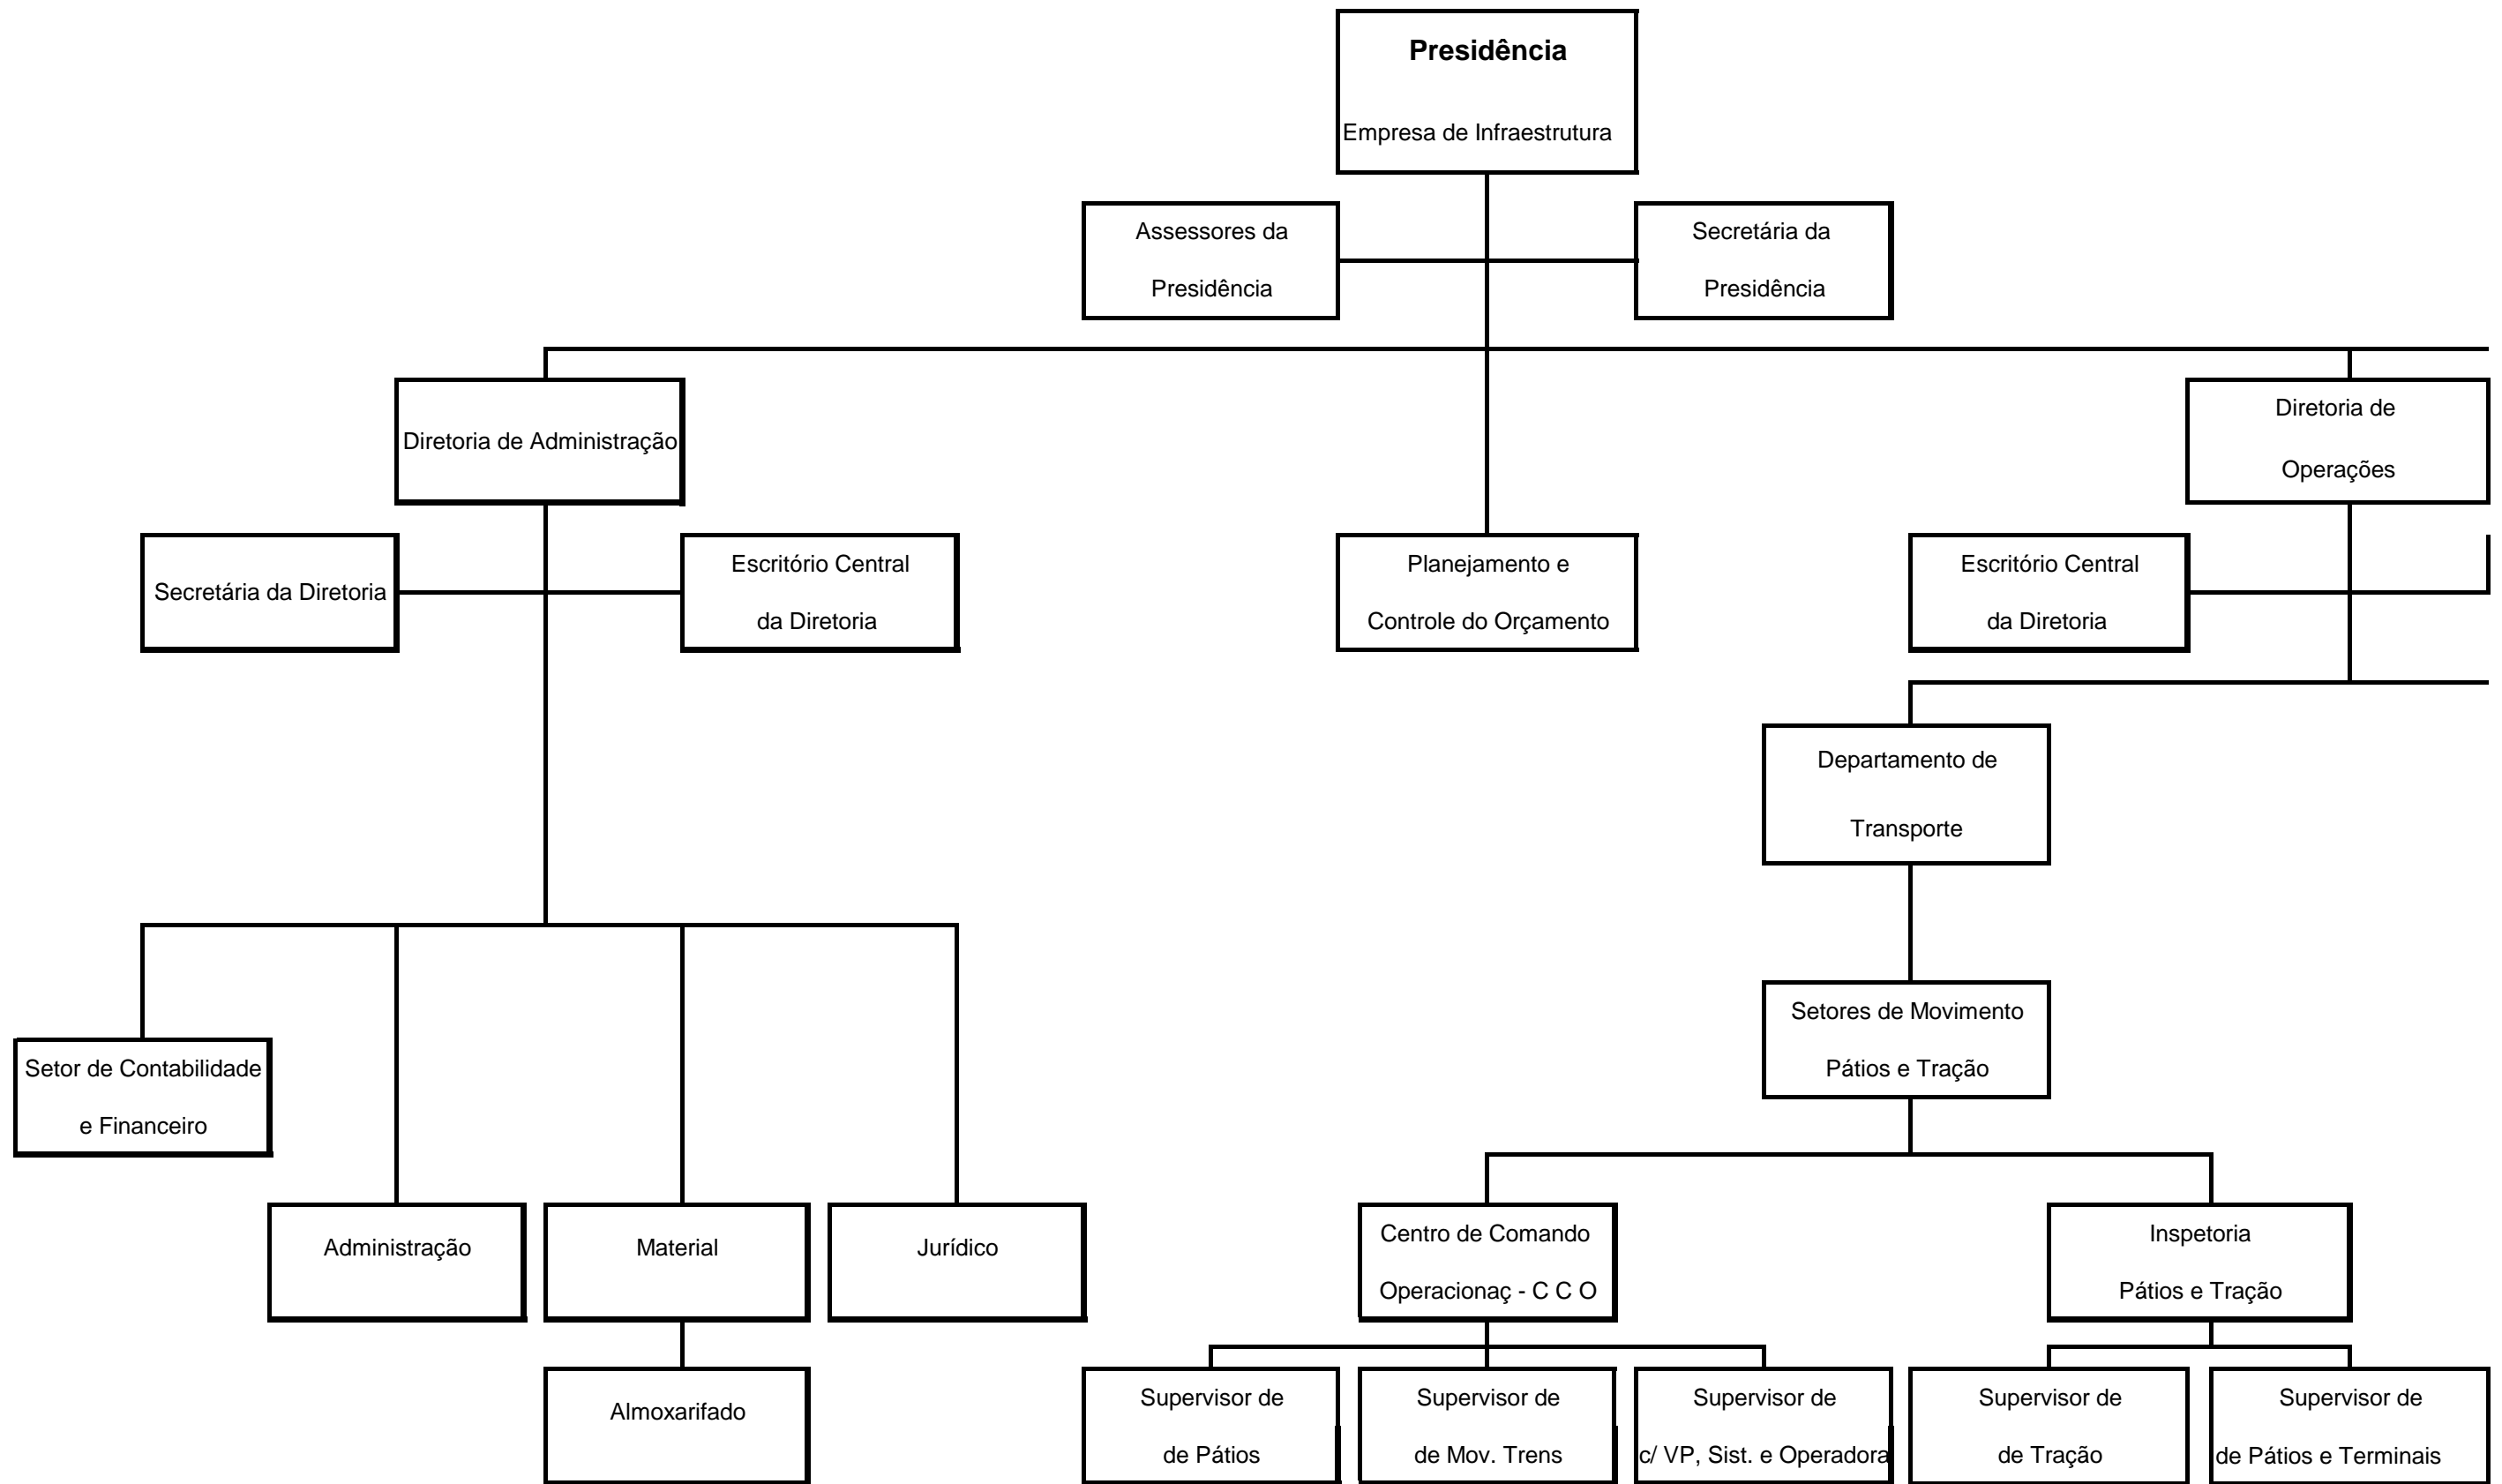 Presidência
Empresa de Infraestrutura
Assessores da
Presidência
Secretária da
Presidência
Diretoria de Administração
Diretoria de
Operações
Secretária da Diretoria
Escritório Central
da Diretoria
Planejamento e
Controle do Orçamento
Escritório Central
da Diretoria
Departamento de
Transporte
Setores de Movimento
Pátios e Tração
Setor de Contabilidade
e Financeiro
Administração
Material
Jurídico
Centro de Comando
Operacionaç - C C O
Inspetoria
Pátios e Tração
Almoxarifado
Supervisor de
de Pátios
Supervisor de
de Mov. Trens
Supervisor de
c/ VP, Sist. e Operadora
Supervisor de
de Tração
Supervisor de
de Pátios e Terminais